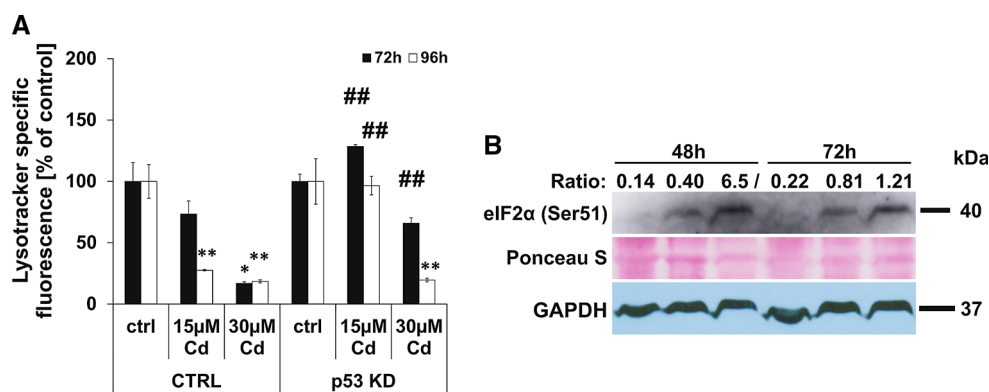 A
Lysotracker specific
fluorescence [% of control]
200
150
100
50
0
72h 96h
**
*
**
##
##
##
**
ctrl 15µM Cd 30µM Cd ctrl 15µM Cd 30µM Cd
CTRL p53 KD
B
48h 72h kDa
Ratio: 0.14 0.40 6.5 / 0.22 0.81 1.21
eIF2α (Ser51) 40
Ponceau S
GAPDH 37